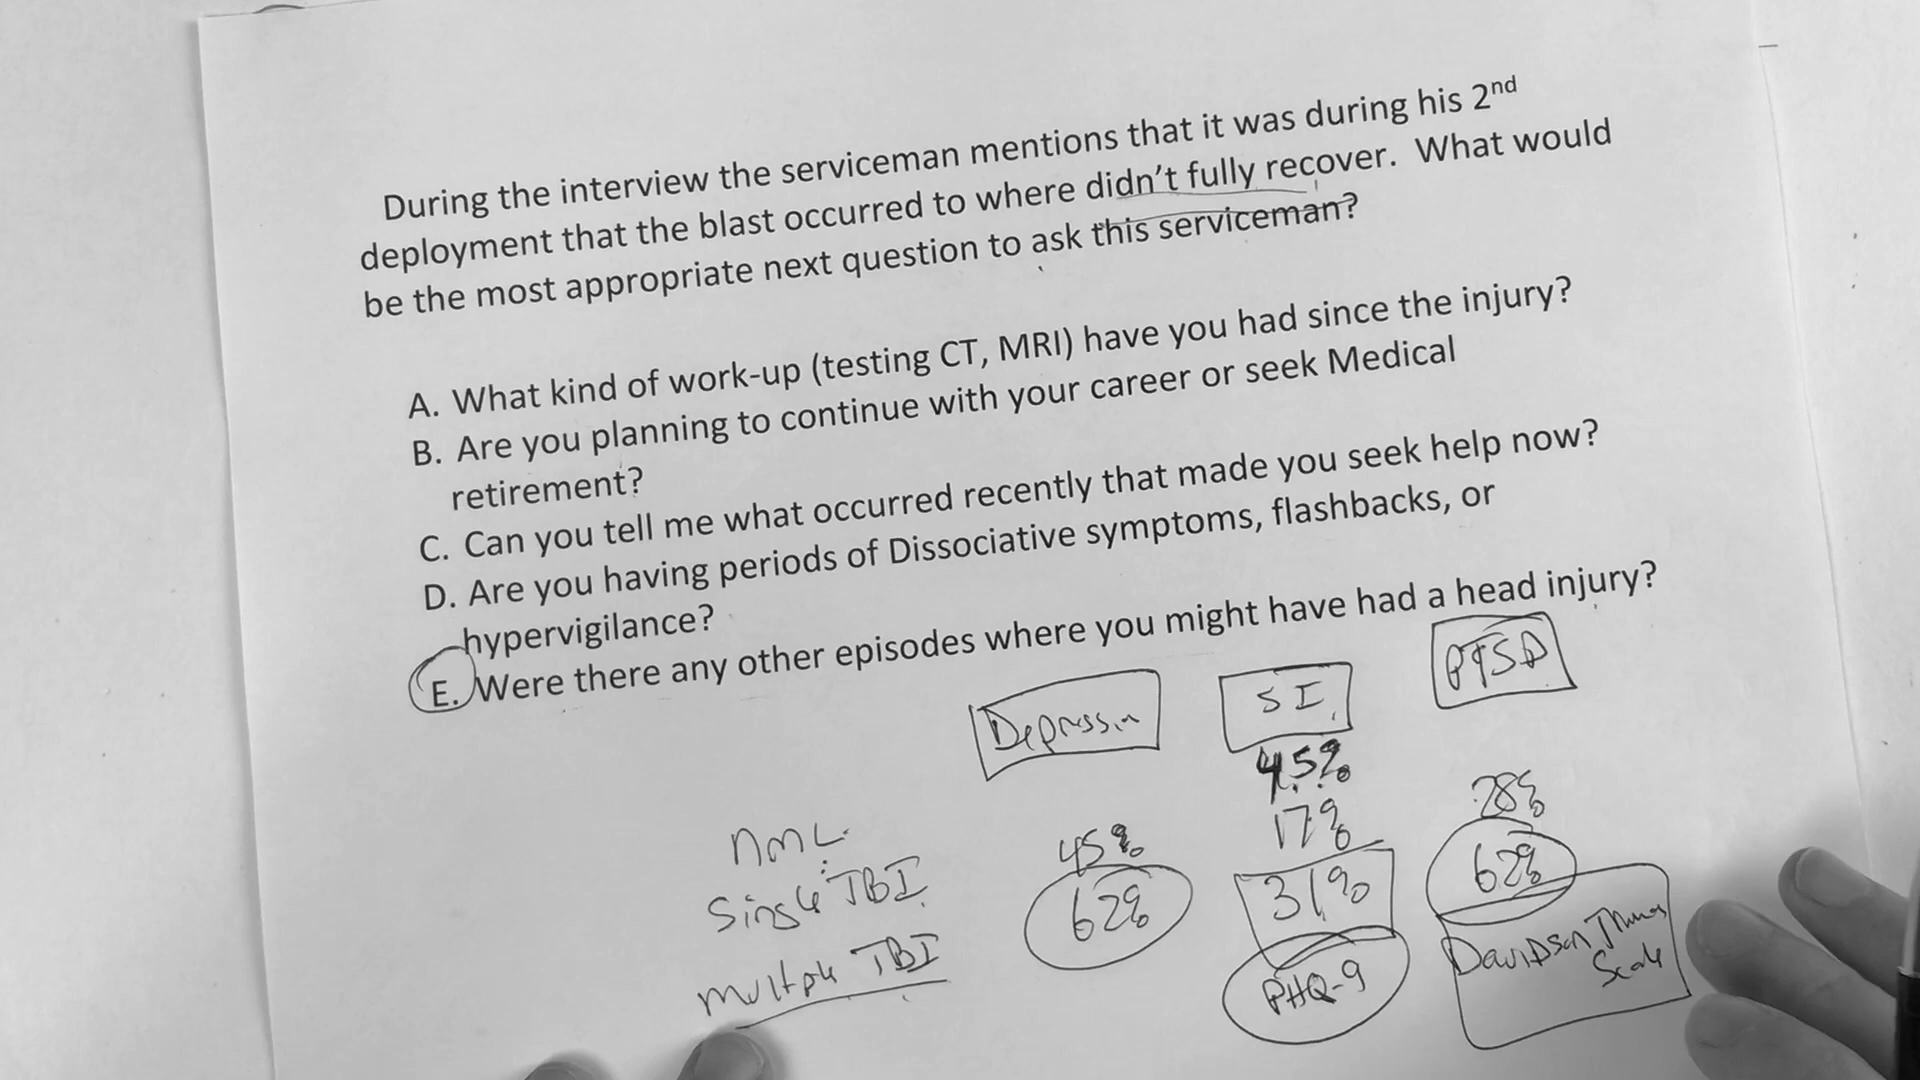 During the interview the serviceman mentions that it was during his 2nd
deployment that the blast occurred to where didn't fully recover. What would
be the most appropriate next question to ask this serviceman?
A. What kind of work-up (testing CT, MRI) have you had since the injury?
B. Are you planning to continue with your career or seek Medical
retirement?
C. Can you tell me what occurred recently that made you seek help now?
D. Are you having periods of Dissociative symptoms, flashbacks, or
hypervigilance?
E. Were there any other episodes where you might have had a head injury?
Depression SI PTSD
4.5%
nml 17% 28%
Single TBI 45% 31% 62%
multple TBI 62% PHQ-9 Davidson
Scale